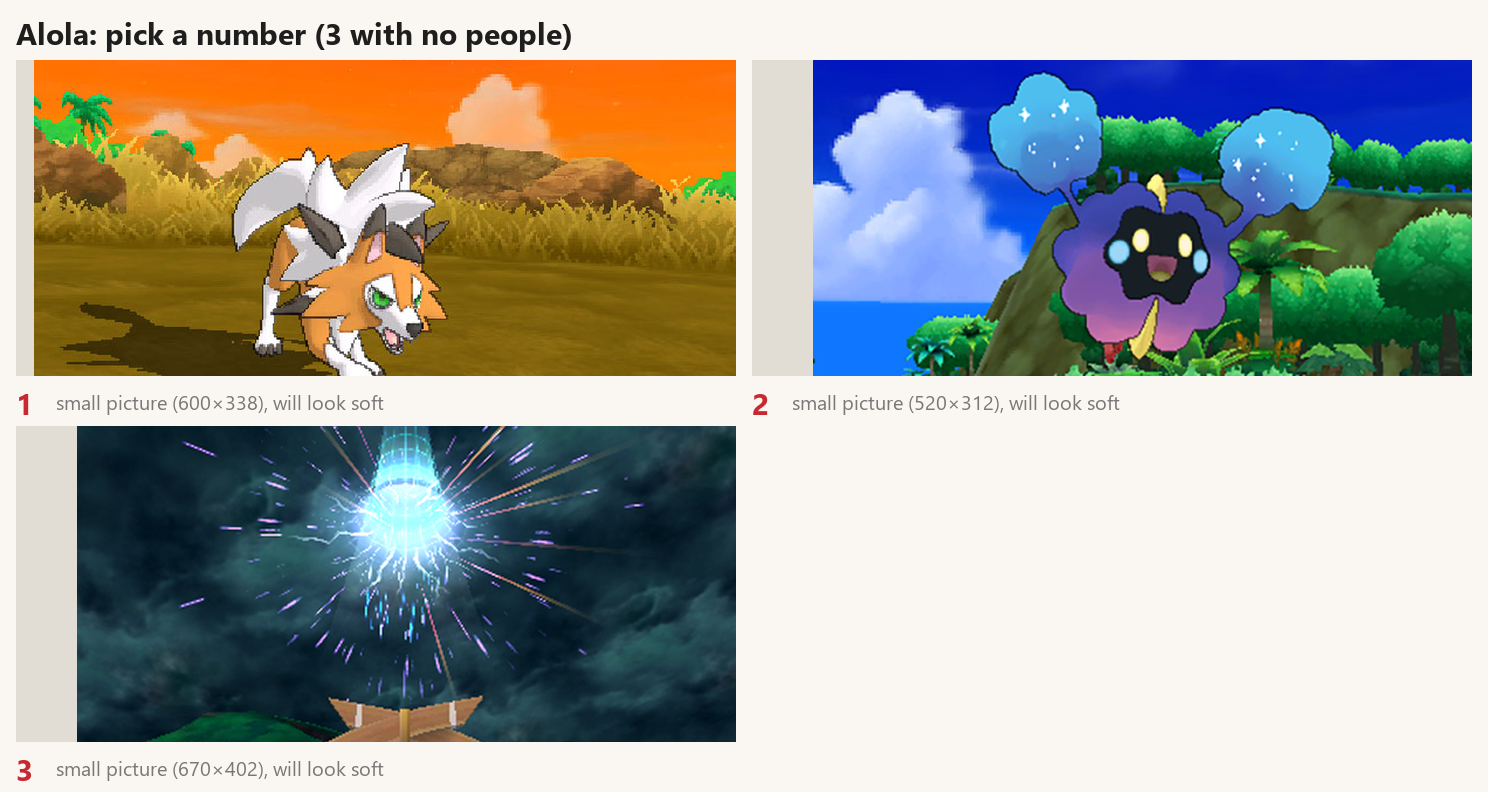 Alola: pick a number (3 with no people)
1 small picture (600×338), will look soft
2 small picture (520×312), will look soft
3 small picture (670×402), will look soft